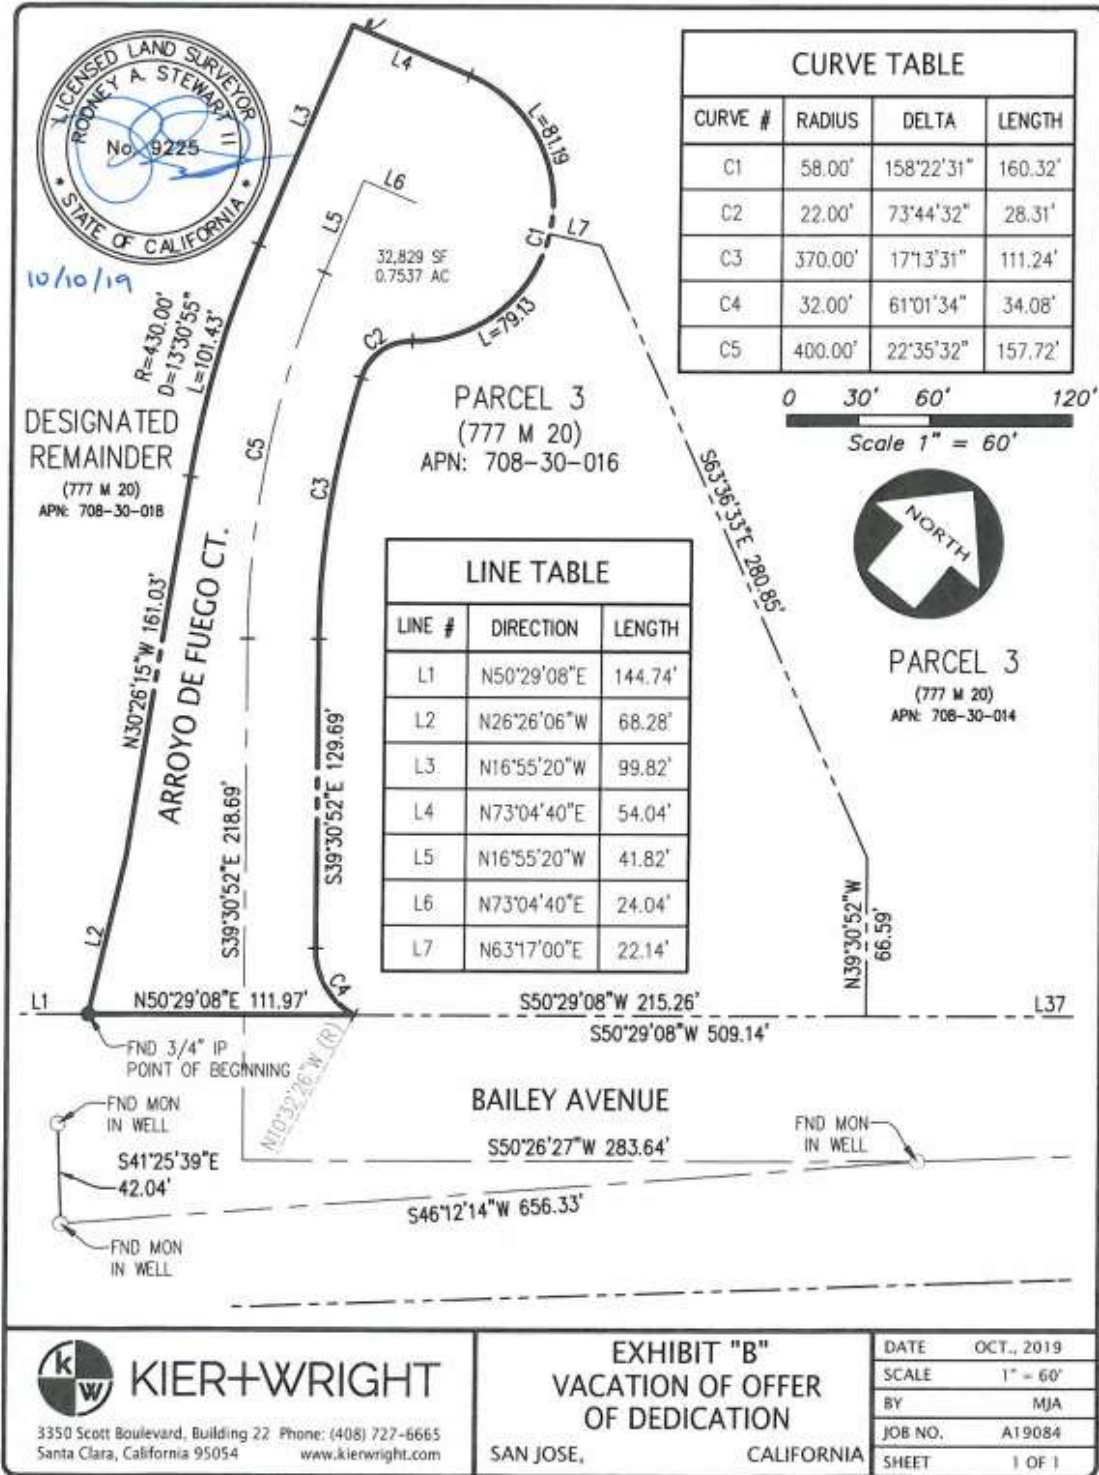 LICENSED LAND SURVEYOR
RODNEY A. STEWART II
No. 9225
* STATE OF CALIFORNIA *
10/10/19
L3
L4
L=81.19
L6
L5
32,829 SF
0.7537 AC
C1
L7
L=79.13
C2
R=430.00'
D=13°30'55"
L=101.43'
DESIGNATED
REMAINDER
(777 M 20)
APN: 708-30-018
C5
C3
PARCEL 3
(777 M 20)
APN: 708-30-016
CURVE TABLE
CURVE # RADIUS DELTA LENGTH
C1 58.00' 158°22'31" 160.32'
C2 22.00' 73°44'32" 28.31'
C3 370.00' 17°13'31" 111.24'
C4 32.00' 61°01'34" 34.08'
C5 400.00' 22°35'32" 157.72'
0 30' 60' 120'
Scale 1" = 60'
NORTH
S63°36'33"E 280.85'
PARCEL 3
(777 M 20)
APN: 708-30-014
N30°26'15"W 161.03'
ARROYO DE FUEGO CT.
S39°30'52"E 218.69'
S39°30'52"E 129.69'
LINE TABLE
LINE # DIRECTION LENGTH
L1 N50°29'08"E 144.74'
L2 N26°26'06"W 68.28'
L3 N16°55'20"W 99.82'
L4 N73°04'40"E 54.04'
L5 N16°55'20"W 41.82'
L6 N73°04'40"E 24.04'
L7 N63°17'00"E 22.14'
L2
C4
N39°30'52"W
66.59'
L1
N50°29'08"E 111.97'
S50°29'08"W 215.26'
L37
S50°29'08"W 509.14'
FND 3/4" IP
POINT OF BEGINNING
N10°32'26"W (R)
FND MON
IN WELL
BAILEY AVENUE
FND MON
IN WELL
S41°25'39"E
42.04'
S50°26'27"W 283.64'
S46°12'14"W 656.33'
FND MON
IN WELL
k
w
KIER+WRIGHT
3350 Scott Boulevard, Building 22 Phone: (408) 727-6665
Santa Clara, California 95054 www.kierwright.com
EXHIBIT "B"
VACATION OF OFFER
OF DEDICATION
SAN JOSE, CALIFORNIA
DATE OCT., 2019
SCALE 1" = 60'
BY MJA
JOB NO. A19084
SHEET 1 OF 1